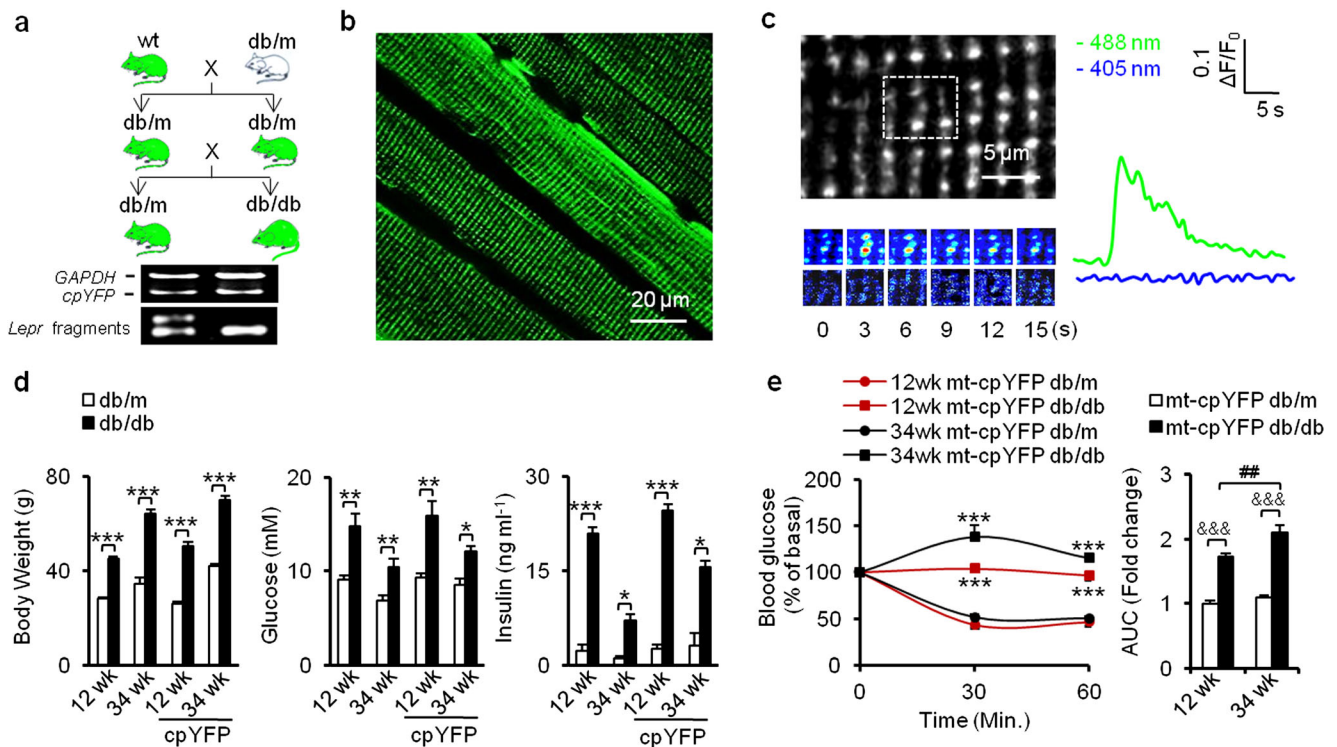 a
wt
db/m
X
db/m
db/m
X
db/m
db/db
GAPDH
cpYFP
Lepr fragments
b
20 μm
c
5 μm
- 488 nm
- 405 nm
0.1
ΔF/F0
5 s
0 3 6 9 12 15 (s)
d
db/m
db/db
Body Weight (g)
80
40
0
***
***
***
***
12 wk
34 wk
12 wk
34 wk
cpYFP
Glucose (mM)
20
10
0
**
**
**
*
12 wk
34 wk
12 wk
34 wk
cpYFP
Insulin (ng ml-1)
30
15
0
***
*
***
*
12 wk
34 wk
12 wk
34 wk
cpYFP
e
12wk mt-cpYFP db/m
12wk mt-cpYFP db/db
34wk mt-cpYFP db/m
34wk mt-cpYFP db/db
Blood glucose
(% of basal)
200
150
100
50
0
***
***
***
***
0 30 60
Time (Min.)
mt-cpYFP db/m
mt-cpYFP db/db
AUC (Fold change)
3
2
1
0
##
&&&
&&&
12 wk
34 wk